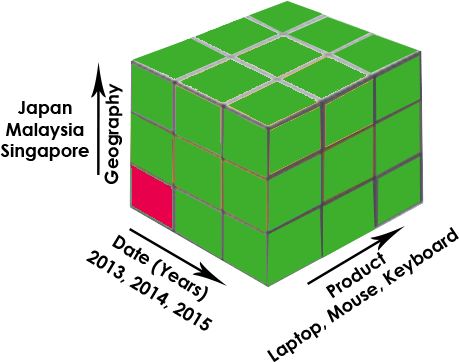 Japan
Malaysia
Singapore
Geography
Date (Years)
2013, 2014, 2015
Product
Laptop, Mouse, Keyboard